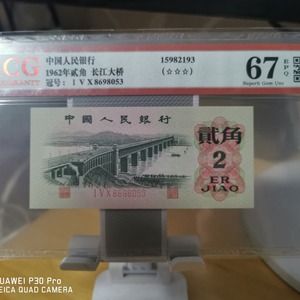 CG
中国人民银行
1962年贰角 长江大桥
冠号: I V X 8698053
15982193
(☆☆☆)
67
EPQ
Superb Gem Unc
中國人民銀行
貳角
2
ER
JIAO
I V X 8698053
HUAWEI P30 Pro
LEICA QUAD CAMERA